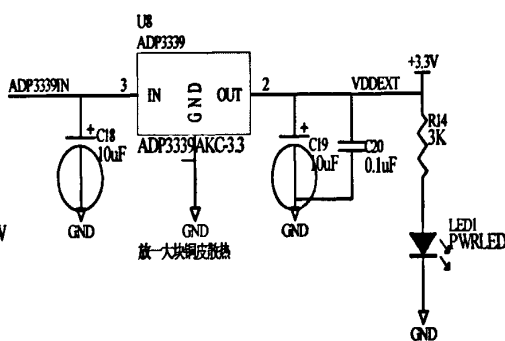 U8
ADP3339
ADP3339IN
3
IN
GND
OUT
2
VDDEXT
+3.3V
ADP3339AKC-3.3
1
+
C18
10uF
+
C19
10uF
C20
0.1uF
R14
3K
LED1
PWRLED
GND
GND
GND
GND
放一大块铜皮散热